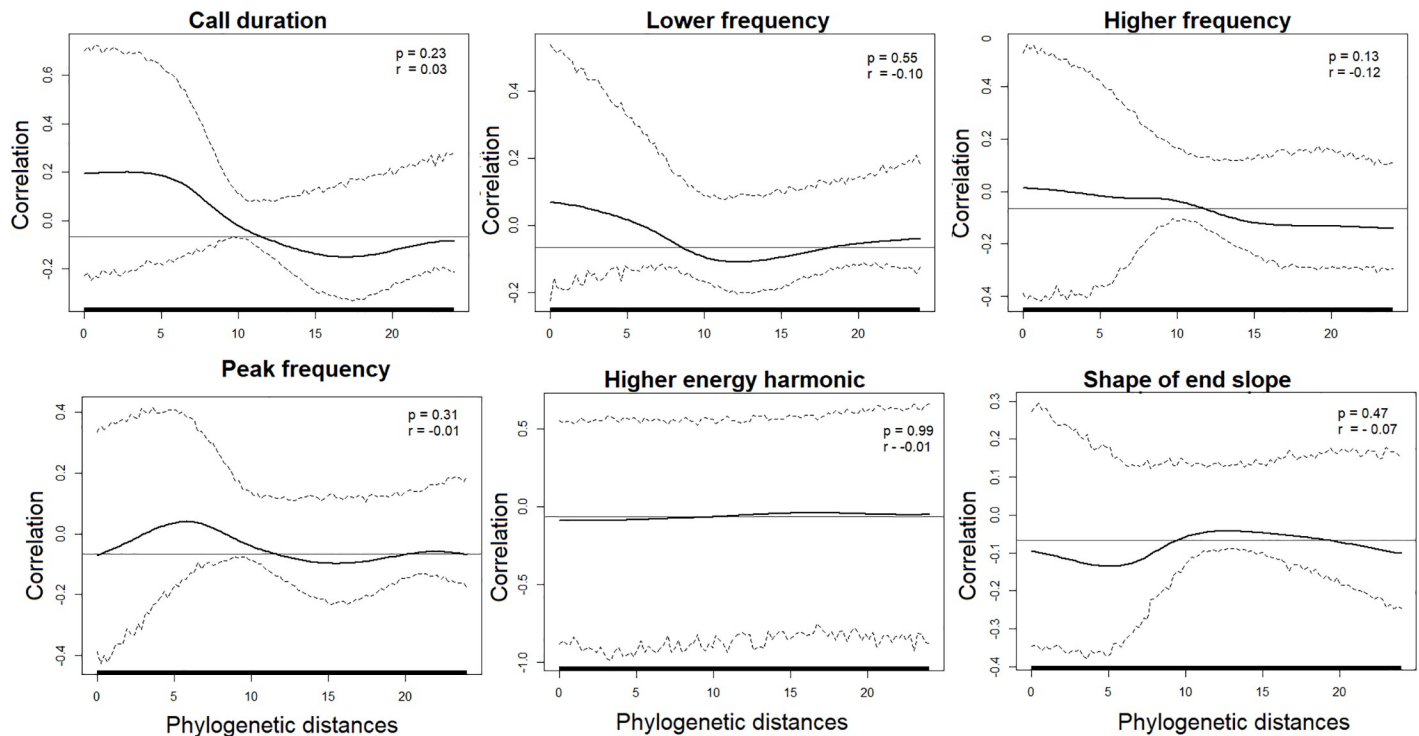 Call duration
p = 0.23
r = 0.03
Correlation
0.6
0.4
0.2
0.0
-0.2
0
5
10
15
20
Lower frequency
p = 0.55
r = -0.10
Correlation
0.4
0.2
0.0
-0.2
0
5
10
15
20
Higher frequency
p = 0.13
r = -0.12
Correlation
0
0.4
0.2
0.0
-0.2
-0.4
0
5
10
15
20
Peak frequency
p = 0.31
r = -0.01
Correlation
0.4
0.2
0.0
-0.2
-0.4
0
5
10
15
20
Phylogenetic distances
Higher energy harmonic
p = 0.99
r - -0.01
Correlation
0.5
0.0
-0.5
-1.0
0
5
10
15
20
Phylogenetic distances
Shape of end slope
p = 0.47
r = - 0.07
Correlation
0.3
0.2
0.1
0.0
-0.1
-0.2
-0.3
-0.4
0
5
10
15
20
Phylogenetic distances